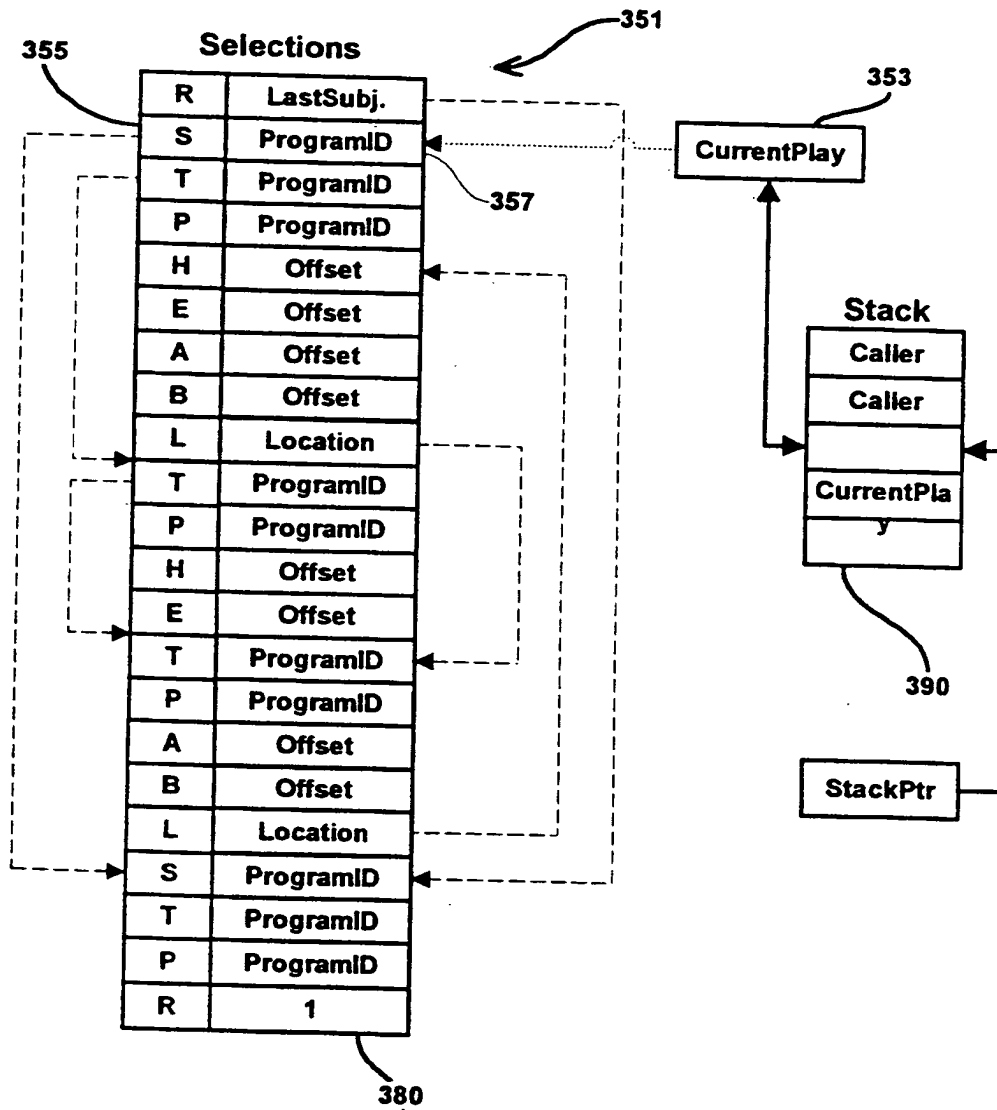 351
355
Selections
353
R LastSubj.
S ProgramID
CurrentPlay
T ProgramID
357
P ProgramID
H Offset
E Offset
Stack
A Offset
Caller
B Offset
Caller
L Location
T ProgramID
CurrentPla
y
P ProgramID
H Offset
E Offset
T ProgramID
390
P ProgramID
A Offset
B Offset
StackPtr
L Location
S ProgramID
T ProgramID
P ProgramID
R 1
380